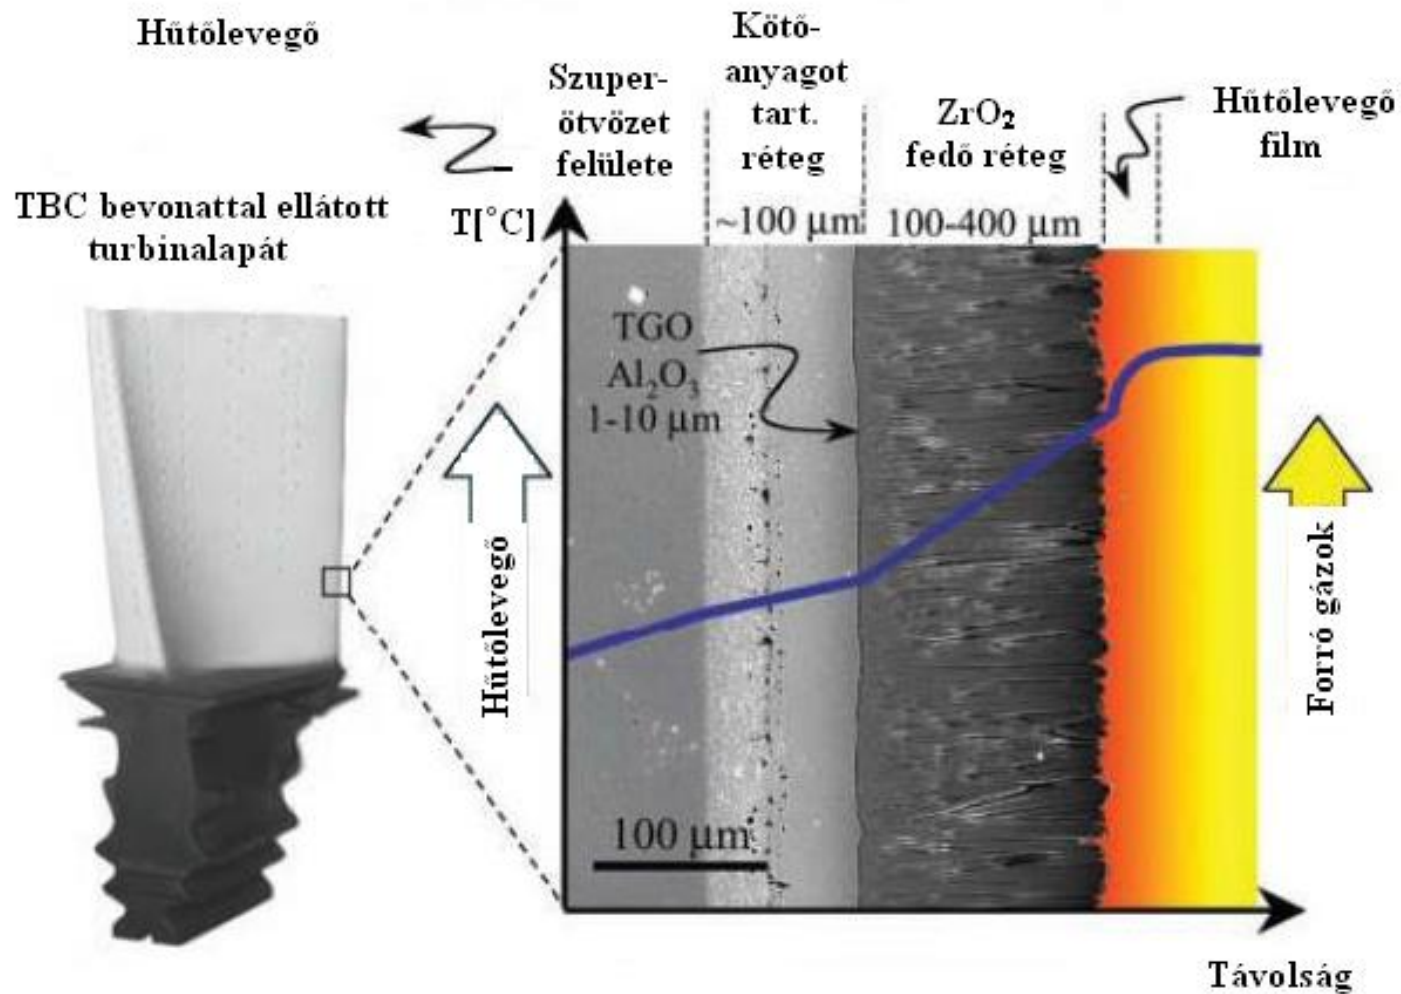 Hűtőlevegő
Szuper-
ötvözet
felülete
Kötő-
anyagot
tart.
réteg
ZrO₂
fedő réteg
Hűtőlevegő
film
TBC bevonattal ellátott
turbinalapát
T[°C]
~100 μm
100-400 μm
TGO
Al₂O₃
1-10 μm
Hűtőlevegő
Forró gázok
100 μm
Távolság